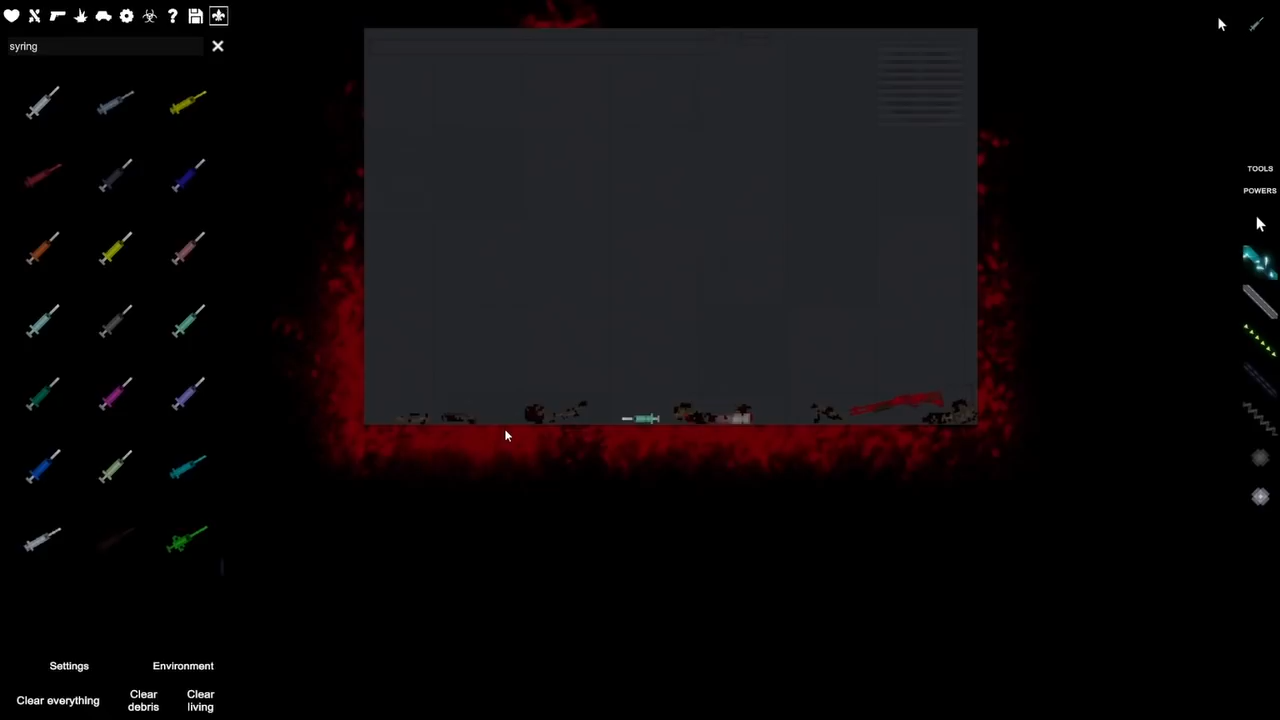 syring
TOOLS
POWERS
Settings
Environment
Clear everything
Clear
debris
Clear
living